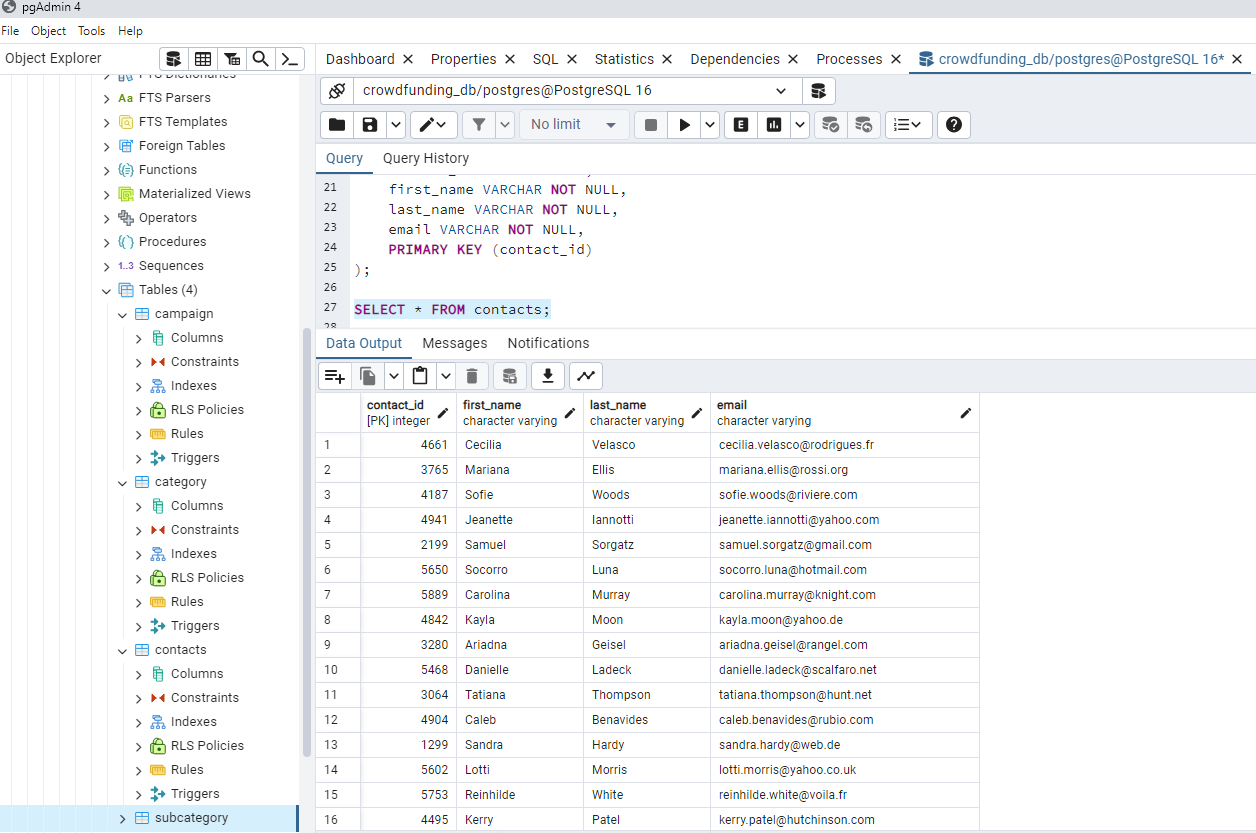 pgAdmin 4
File Object Tools Help
Object Explorer
FTS Dictionaries
Aa FTS Parsers
FTS Templates
Foreign Tables
Functions
Materialized Views
Operators
Procedures
1..3 Sequences
Tables (4)
campaign
Columns
Constraints
Indexes
RLS Policies
Rules
Triggers
category
Columns
Constraints
Indexes
RLS Policies
Rules
Triggers
contacts
Columns
Constraints
Indexes
RLS Policies
Rules
Triggers
subcategory
Dashboard Properties SQL Statistics Dependencies Processes crowdfunding_db/postgres@PostgreSQL 16*
crowdfunding_db/postgres@PostgreSQL 16
No limit E
Query Query History
21 first_name VARCHAR NOT NULL,
22 last_name VARCHAR NOT NULL,
23 email VARCHAR NOT NULL,
24 PRIMARY KEY (contact_id)
25 );
26
27 SELECT * FROM contacts;
28
Data Output Messages Notifications
contact_id first_name last_name email
[PK] integer character varying character varying character varying
1 4661 Cecilia Velasco cecilia.velasco@rodrigues.fr
2 3765 Mariana Ellis mariana.ellis@rossi.org
3 4187 Sofie Woods sofie.woods@riviere.com
4 4941 Jeanette Iannotti jeanette.iannotti@yahoo.com
5 2199 Samuel Sorgatz samuel.sorgatz@gmail.com
6 5650 Socorro Luna socorro.luna@hotmail.com
7 5889 Carolina Murray carolina.murray@knight.com
8 4842 Kayla Moon kayla.moon@yahoo.de
9 3280 Ariadna Geisel ariadna.geisel@rangel.com
10 5468 Danielle Ladeck danielle.ladeck@scalfaro.net
11 3064 Tatiana Thompson tatiana.thompson@hunt.net
12 4904 Caleb Benavides caleb.benavides@rubio.com
13 1299 Sandra Hardy sandra.hardy@web.de
14 5602 Lotti Morris lotti.morris@yahoo.co.uk
15 5753 Reinhilde White reinhilde.white@voila.fr
16 4495 Kerry Patel kerry.patel@hutchinson.com